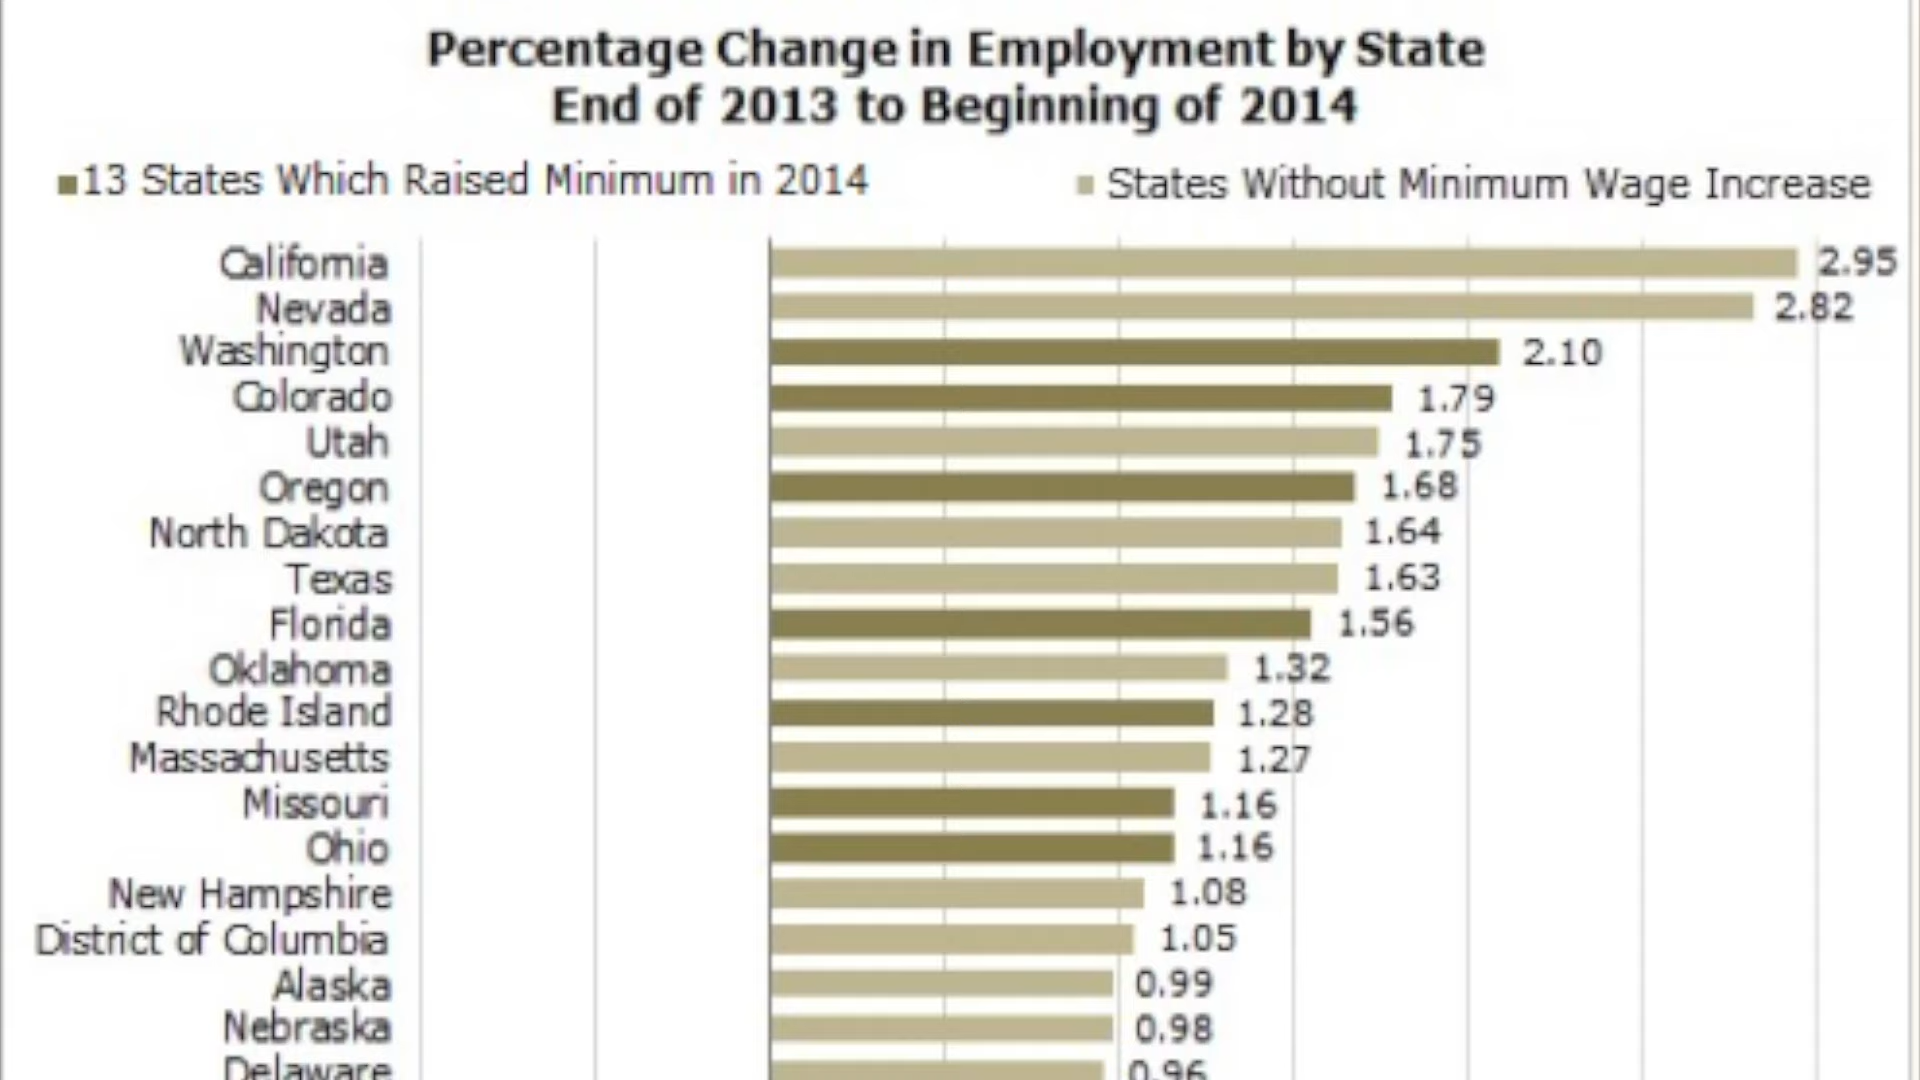 Percentage Change in Employment by State
End of 2013 to Beginning of 2014
13 States Which Raised Minimum in 2014 States Without Minimum Wage Increase
California 2.95
Nevada 2.82
Washington 2.10
Colorado 1.79
Utah 1.75
Oregon 1.68
North Dakota 1.64
Texas 1.63
Florida 1.56
Oklahoma 1.32
Rhode Island 1.28
Massachusetts 1.27
Missouri 1.16
Ohio 1.16
New Hampshire 1.08
District of Columbia 1.05
Alaska 0.99
Nebraska 0.98
Delaware 0.96